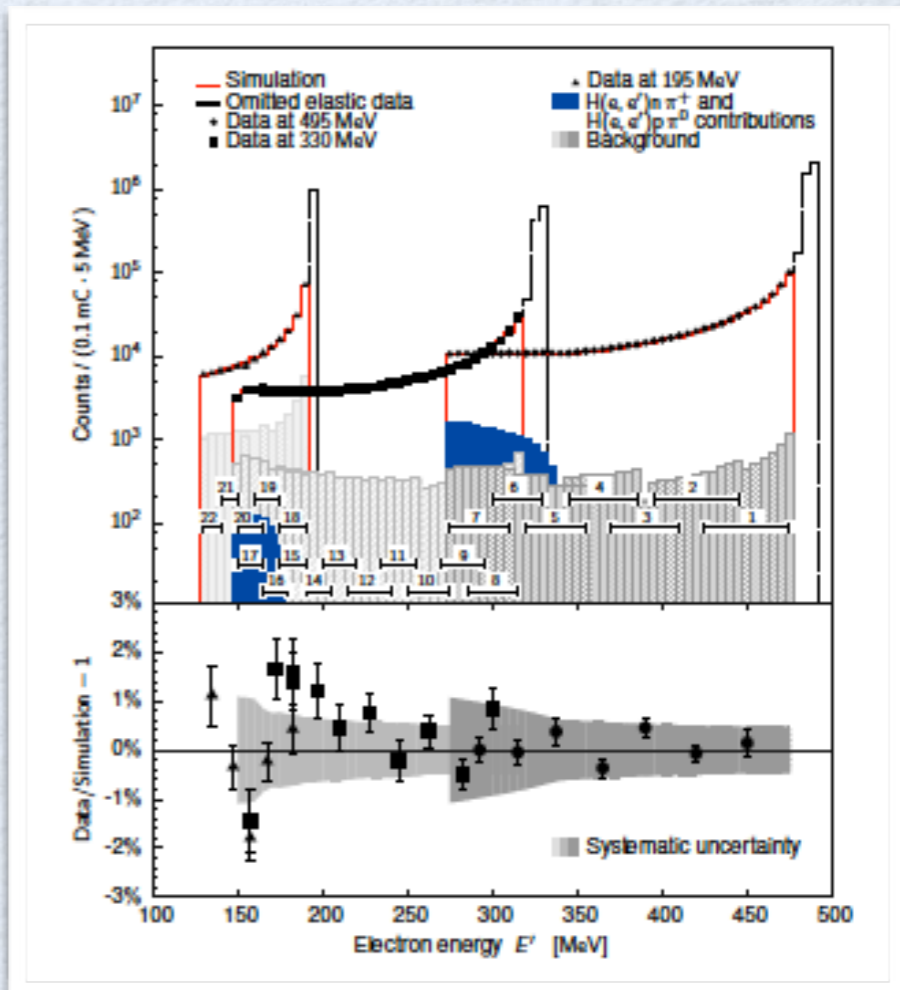 Simulation
Omitted elastic data
Data at 495 MeV
Data at 330 MeV
Data at 195 MeV
H(e, e′)n π⁺ and
H(e, e′)p π⁰ contributions
Background
10⁷
10⁶
10⁵
10⁴
10³
10²
Counts / (0.1 mC · 5 MeV)
21 19 6 4 2
22 20 18 7 5 3 1
17 15 13 11 9
16 14 12 10 8
3%
2%
1%
0%
-1%
-2%
-3%
Data/Simulation − 1
Systematic uncertainty
100 150 200 250 300 350 400 450 500
Electron energy E′ [MeV]